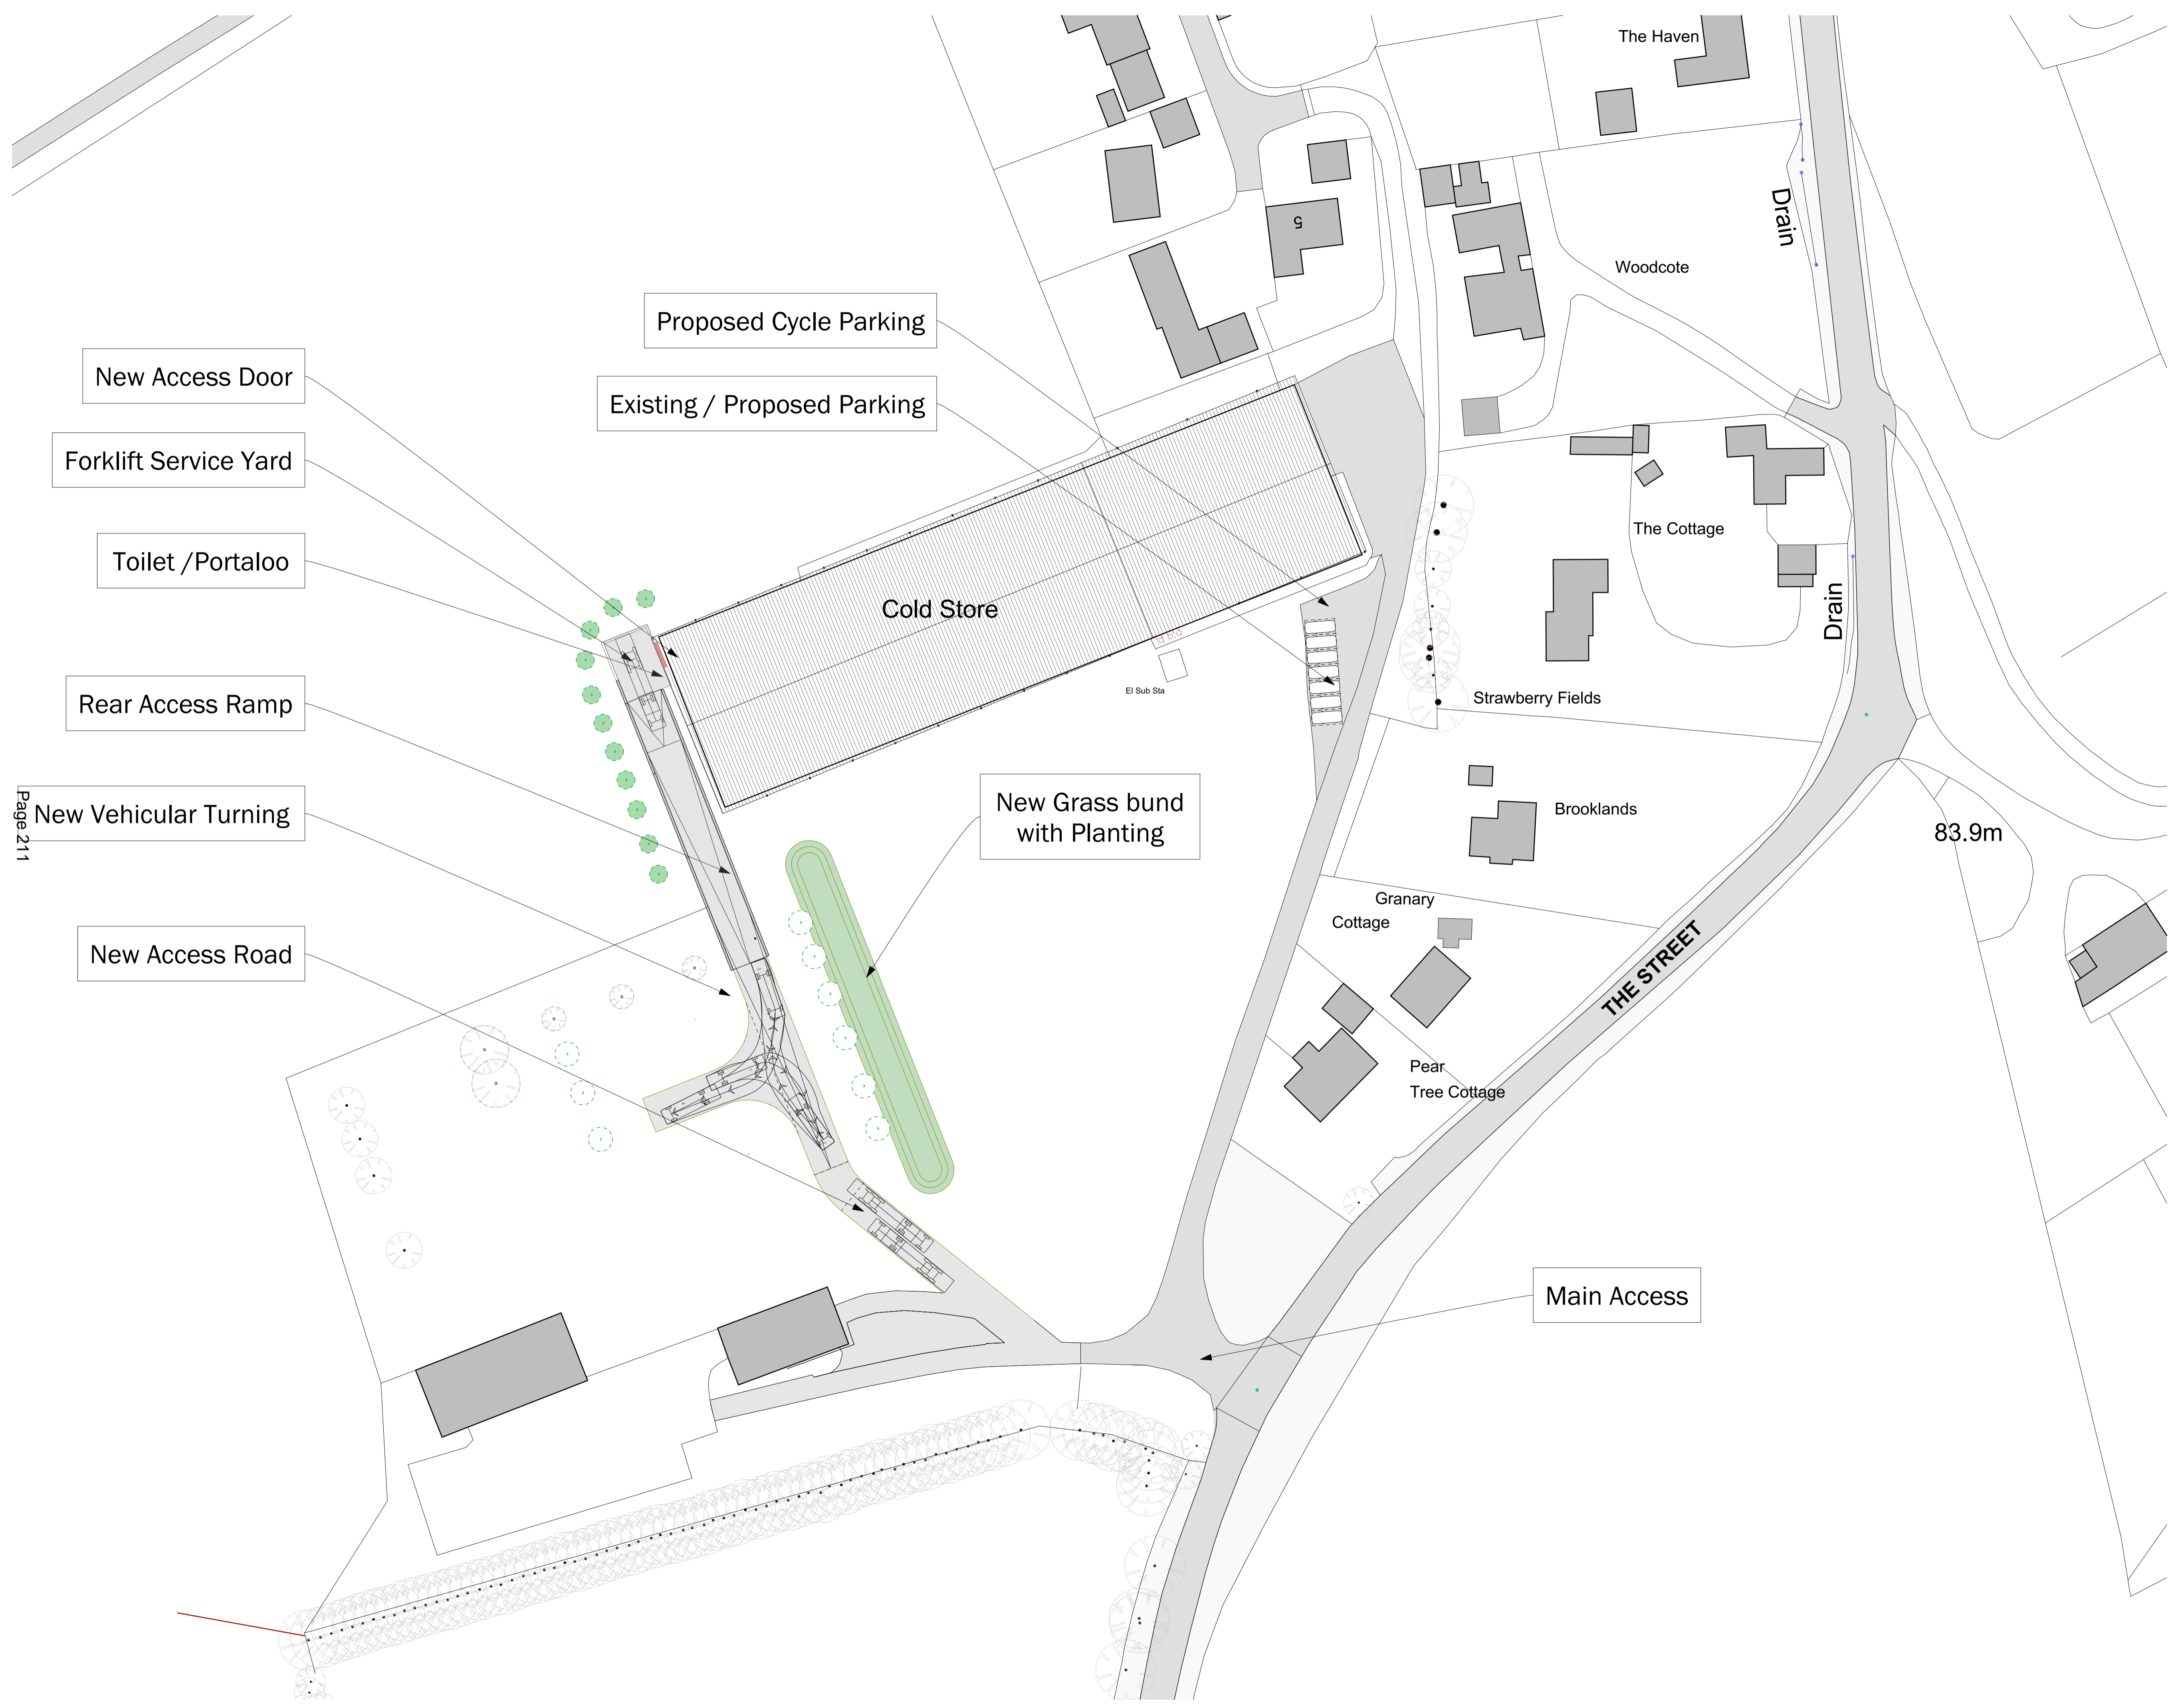 The Haven
5
Drain
Woodcote
Proposed Cycle Parking
New Access Door
Existing / Proposed Parking
Forklift Service Yard
The Cottage
Toilet /Portaloo
Cold Store
Drain
El Sub Sta
Strawberry Fields
Rear Access Ramp
New Vehicular Turning
Page 211
New Grass bund
with Planting
Brooklands
83.9m
Granary
Cottage
New Access Road
THE STREET
Pear
Tree Cottage
Main Access